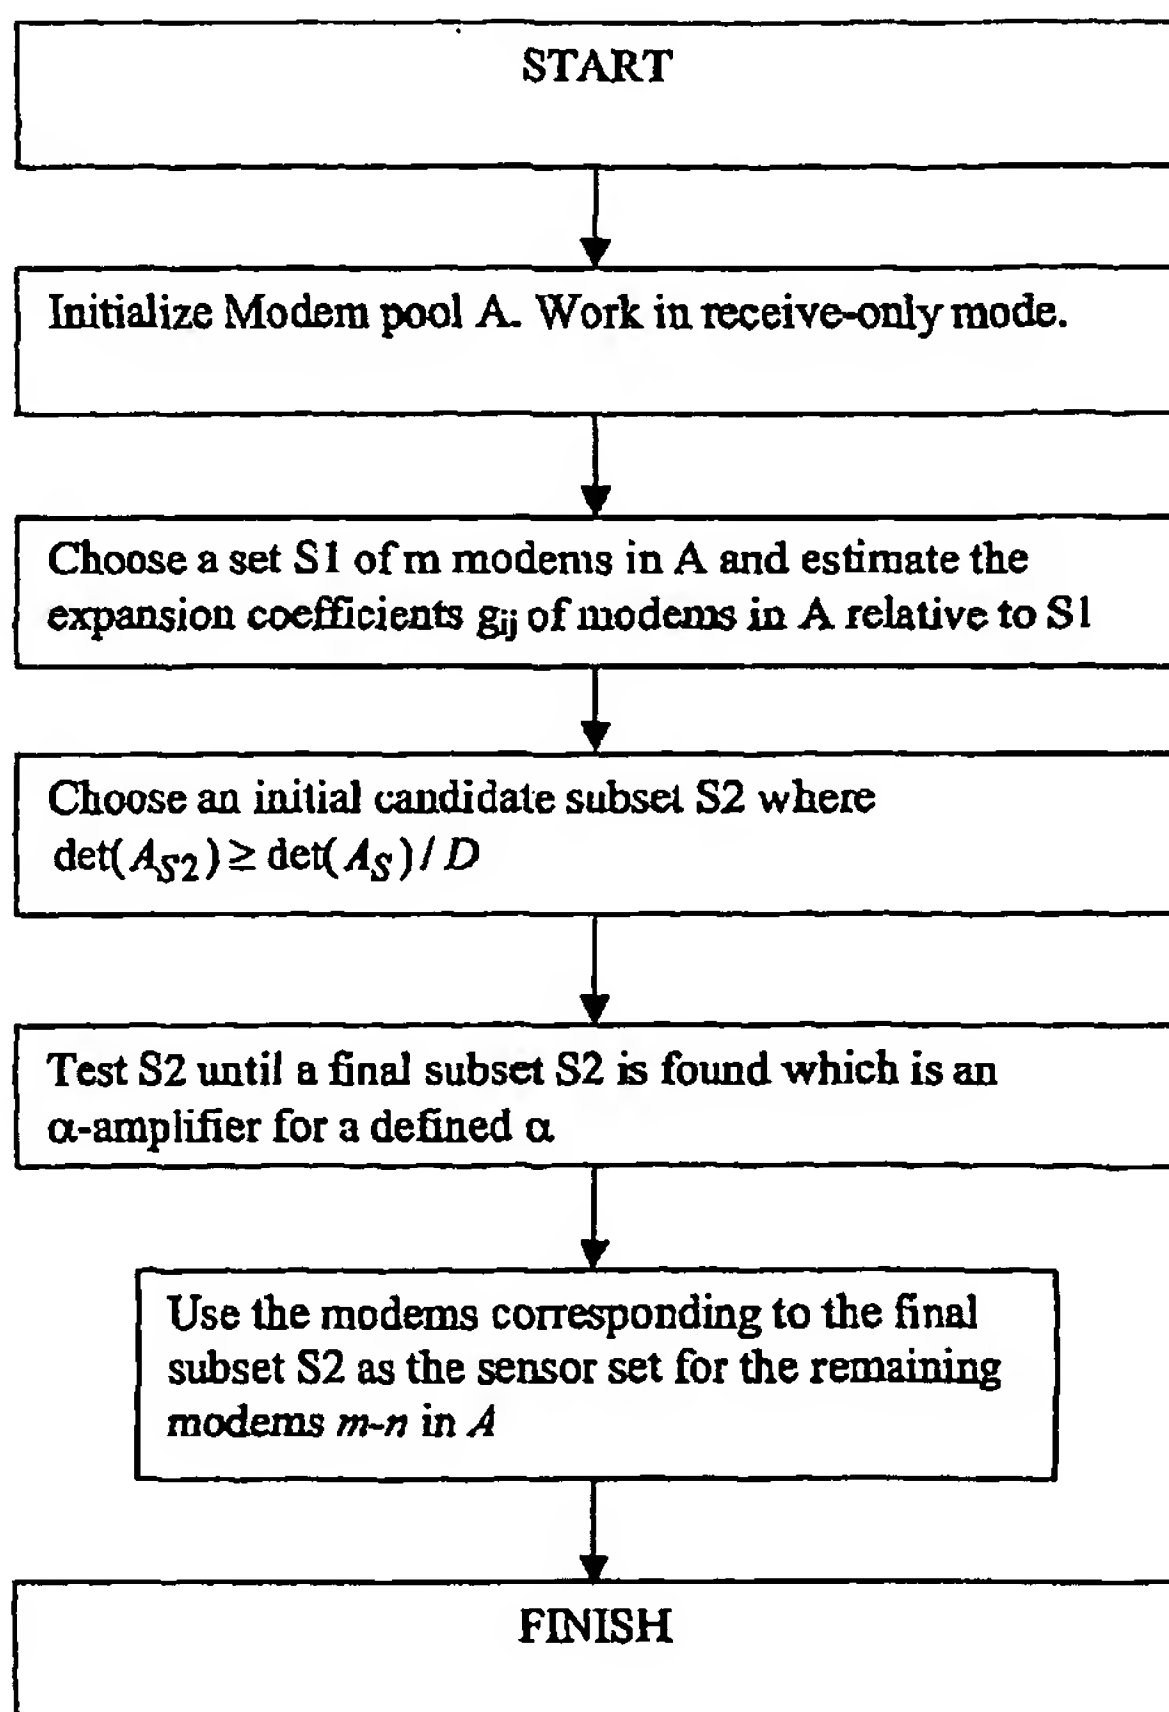 START
Initialize Modem pool A. Work in receive-only mode.
Choose a set S1 of m modems in A and estimate the
expansion coefficients gij of modems in A relative to S1
Choose an initial candidate subset S2 where
det(A_{S2}) ≥ det(A_S) / D
Test S2 until a final subset S2 is found which is an
α-amplifier for a defined α
Use the modems corresponding to the final
subset S2 as the sensor set for the remaining
modems m-n in A
FINISH